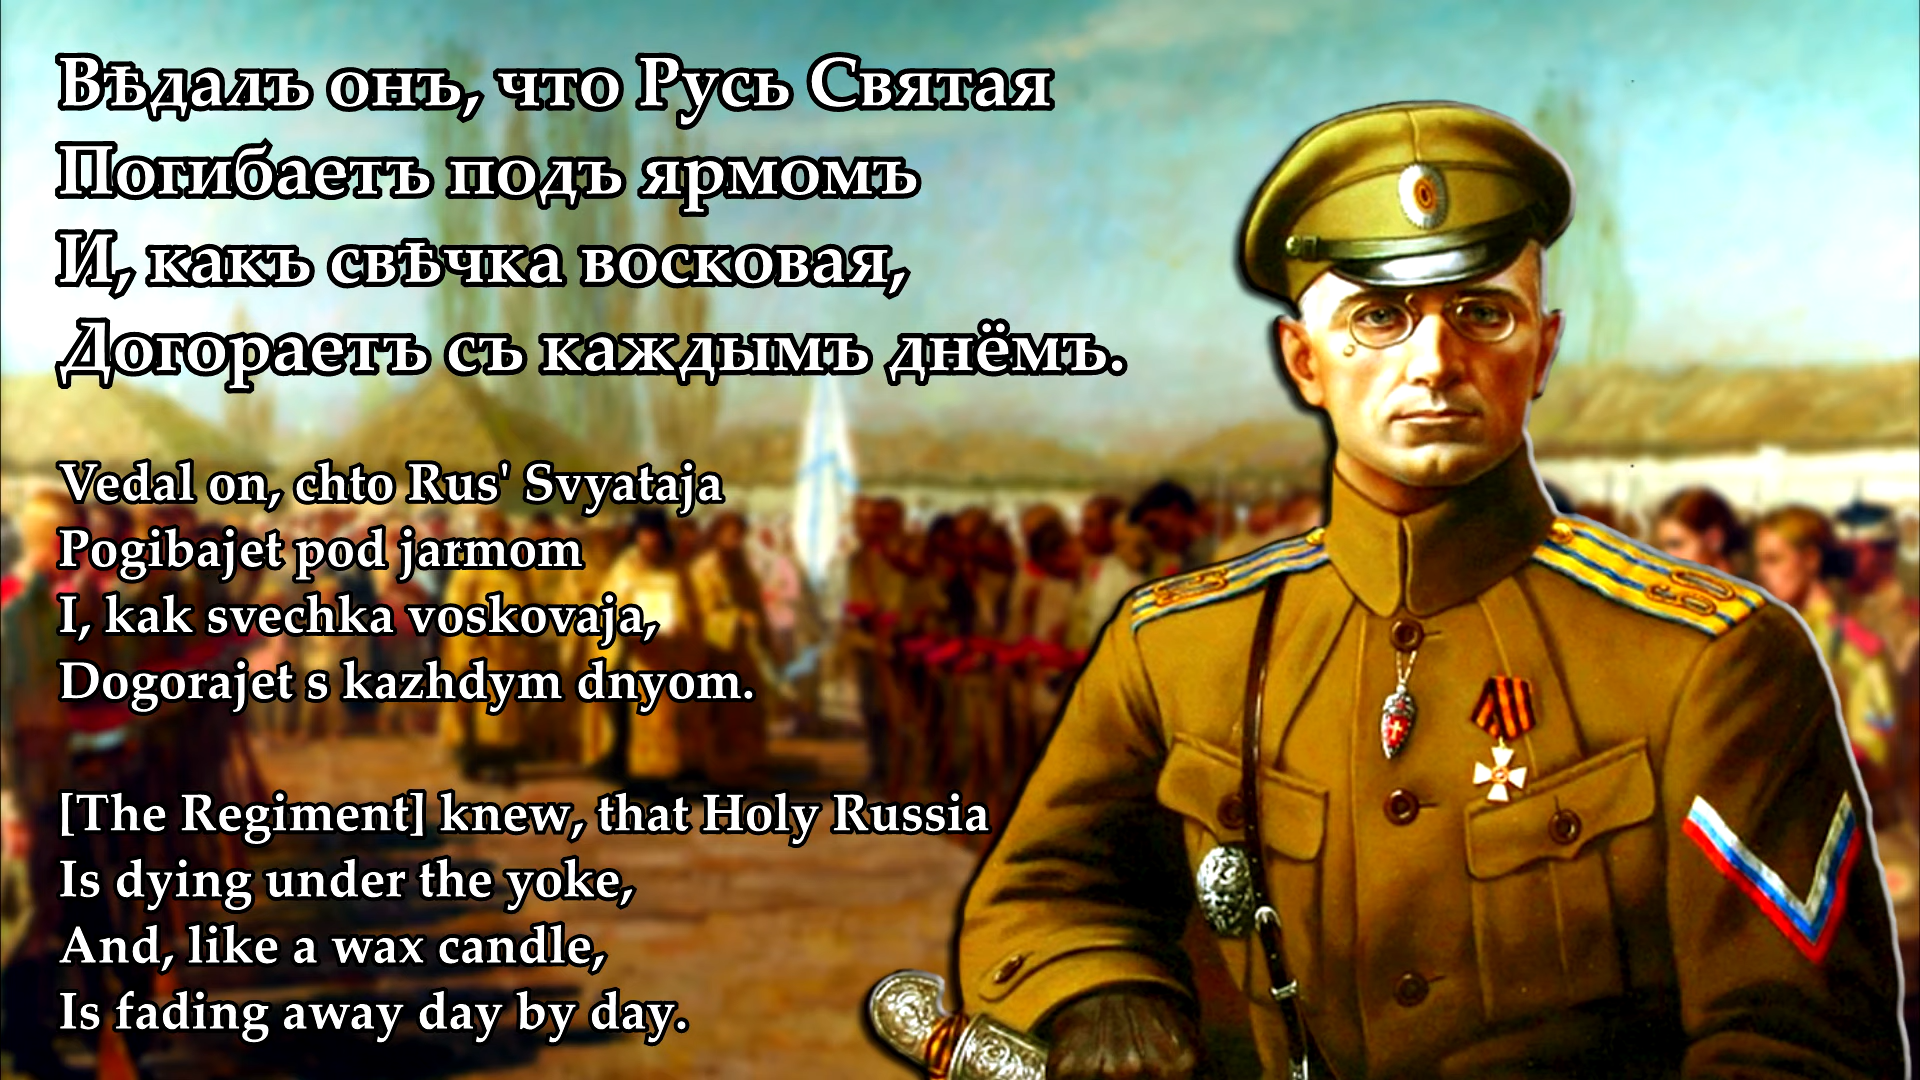 Вѣдалъ онъ, что Русь Святая
Погибаетъ подъ ярмомъ
И, какъ свѣчка восковая,
Догораетъ съ каждымъ днёмъ.
Vedal on, chto Rus' Svyataja
Pogibajet pod jarmom
I, kak svechka voskovaja,
Dogorajet s kazhdym dnyom.
[The Regiment] knew, that Holy Russia
Is dying under the yoke,
And, like a wax candle,
Is fading away day by day.